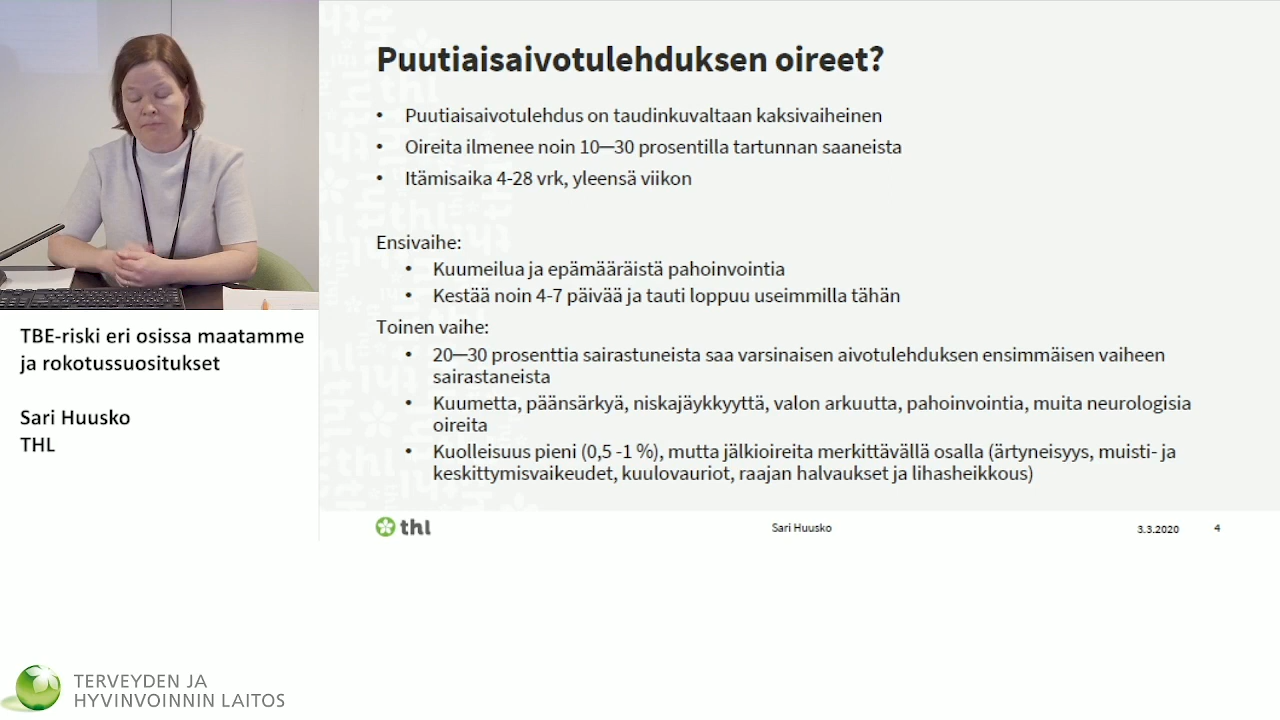 Puutiaisaivotulehduksen oireet?
• Puutiaisaivotulehdus on taudinkuvaltaan kaksivaiheinen
• Oireita ilmenee noin 10—30 prosentilla tartunnan saaneista
• Itämisaika 4-28 vrk, yleensä viikon
Ensivaihe:
• Kuumeilua ja epämääräistä pahoinvointia
• Kestää noin 4-7 päivää ja tauti loppuu useimmilla tähän
Toinen vaihe:
• 20—30 prosenttia sairastuneista saa varsinaisen aivotulehduksen ensimmäisen vaiheen
sairastaneista
• Kuumetta, päänsärkyä, niskajäykkyyttä, valon arkuutta, pahoinvointia, muita neurologisia
oireita
• Kuolleisuus pieni (0,5 -1 %), mutta jälkioireita merkittävällä osalla (ärtyneisyys, muisti- ja
keskittymisvaikeudet, kuulovauriot, raajan halvaukset ja lihasheikkous)
thl
Sari Huusko
3.3.2020
4
TBE-riski eri osissa maatamme
ja rokotussuositukset
Sari Huusko
THL
TERVEYDEN JA
HYVINVOINNIN LAITOS